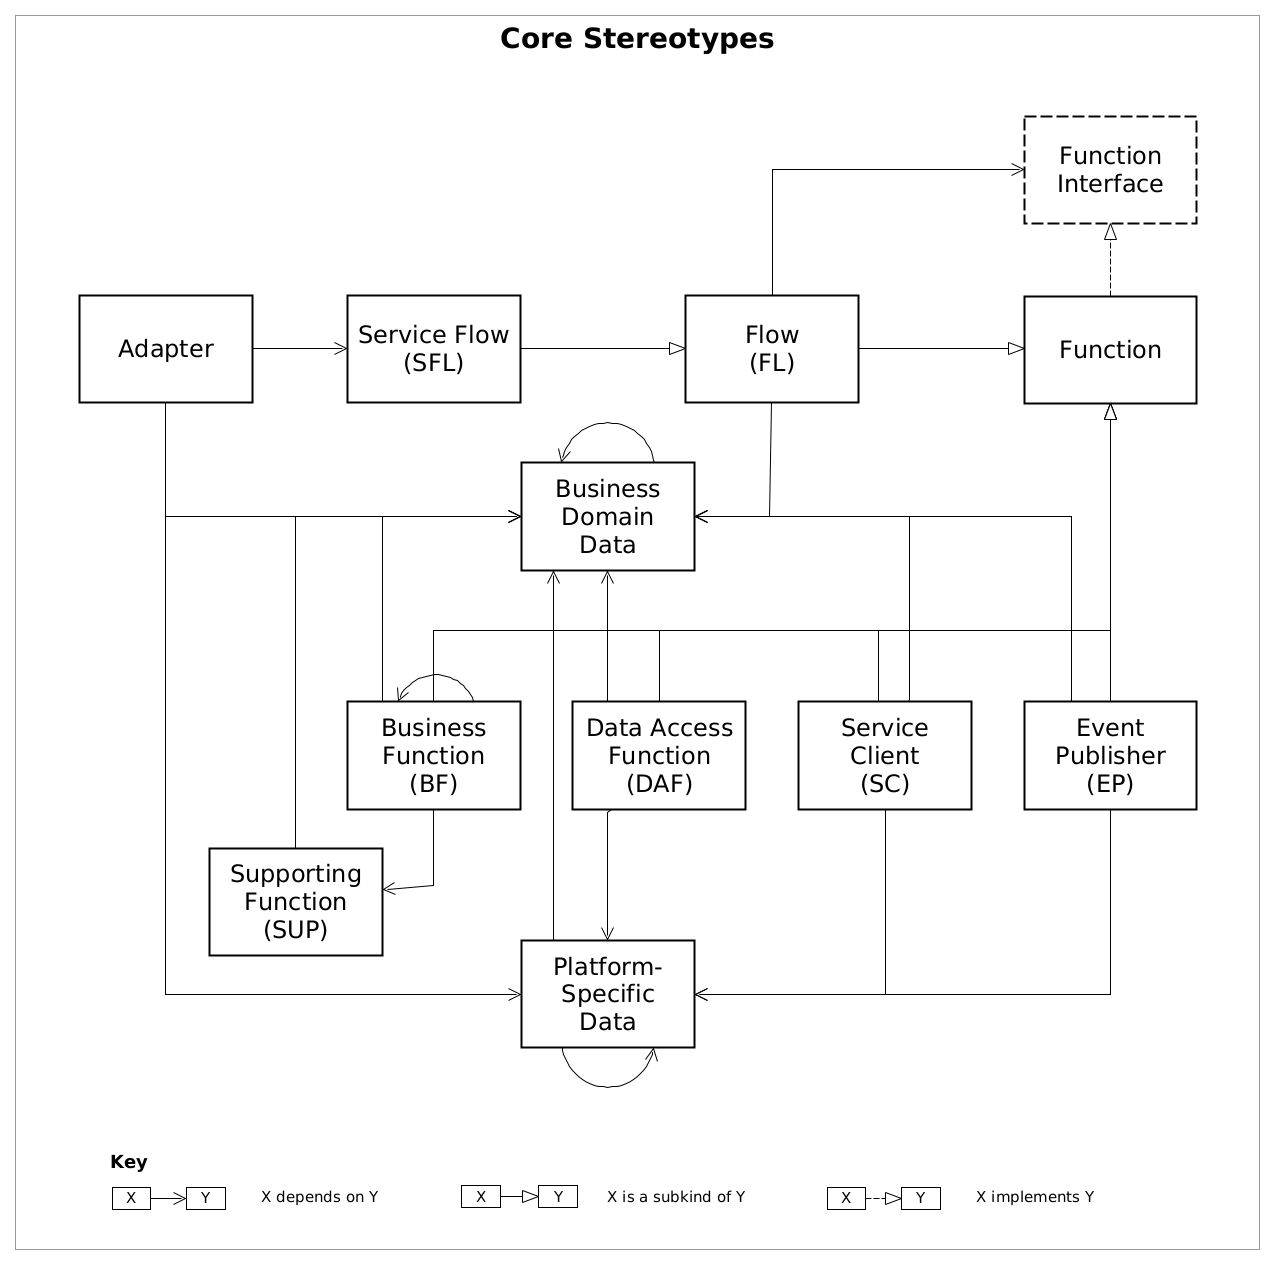 Core Stereotypes
Function
Interface
Adapter
Service Flow
(SFL)
Flow
(FL)
Function
Business
Domain
Data
Business
Function
(BF)
Data Access
Function
(DAF)
Service
Client
(SC)
Event
Publisher
(EP)
Supporting
Function
(SUP)
Platform-
Specific
Data
Key
X Y X depends on Y
X Y X is a subkind of Y
X Y X implements Y